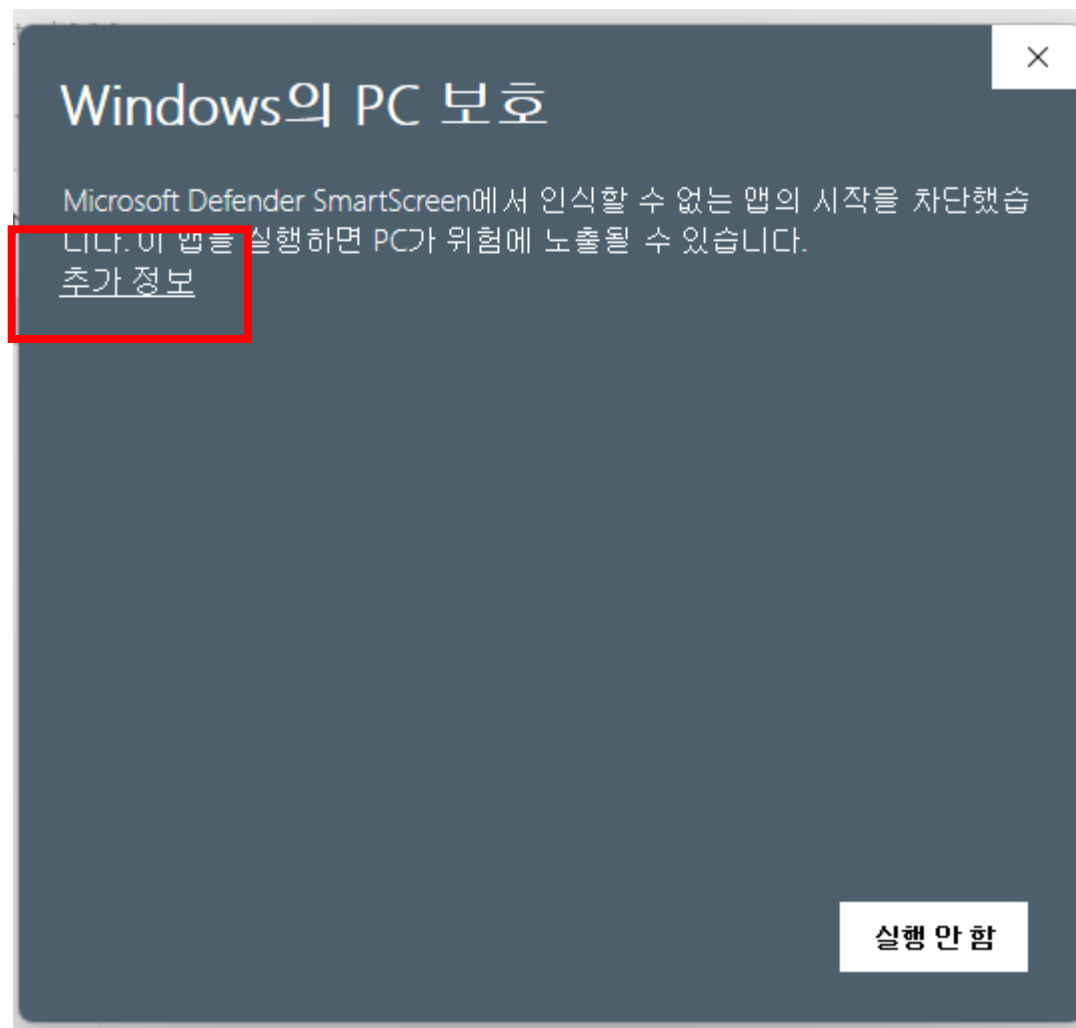 Windows의 PC 보호
Microsoft Defender SmartScreen에서 인식할 수 없는 앱의 시작을 차단했습
니다. 이 앱을 실행하면 PC가 위험에 노출될 수 있습니다.
추가 정보
실행 안 함